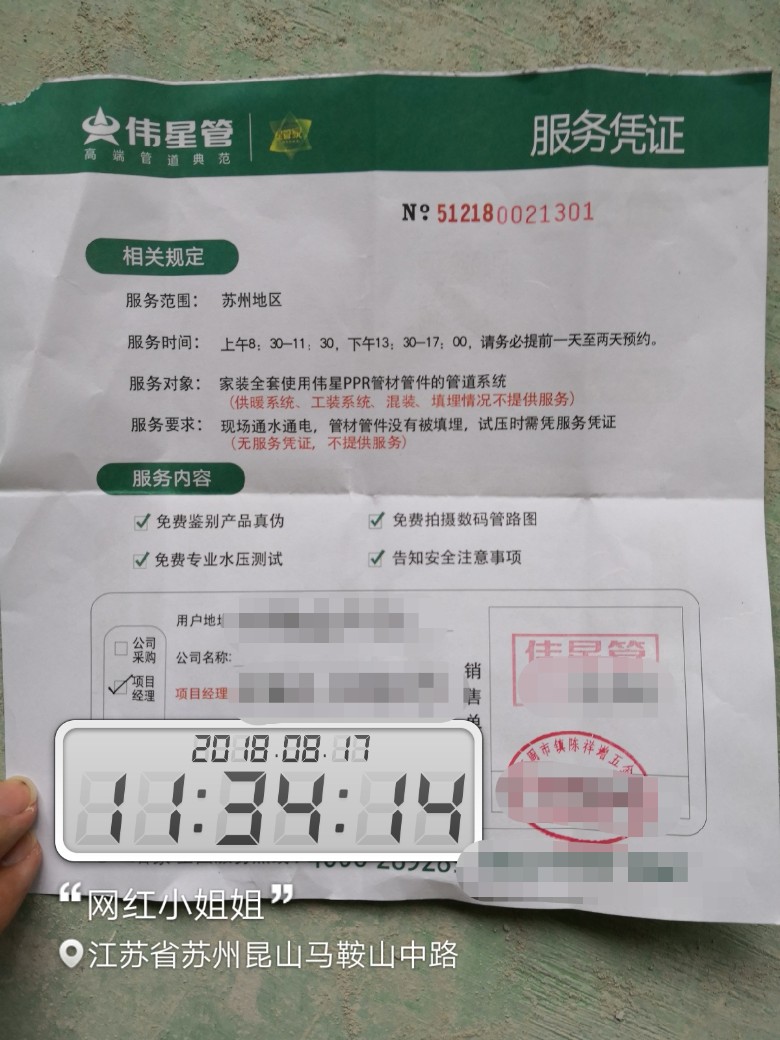 伟星管
高端管道典范
服务凭证
№ 512180021301
相关规定
服务范围： 苏州地区
服务时间： 上午8：30—11：30，下午13：30—17：00，请务必提前一天至两天预约。
服务对象： 家装全套使用伟星PPR管材管件的管道系统
（供暖系统、工装系统、混装、填埋情况不提供服务）
服务要求： 现场通水通电，管材管件没有被填埋，试压时需凭服务凭证
（无服务凭证，不提供服务）
服务内容
免费鉴别产品真伪 免费拍摄数码管路图
免费专业水压测试 告知安全注意事项
用户地址
公司采购
公司名称:
项目经理
项目经理
销售单
伟星管
2018.08.17
11:34:14
“网红小姐姐”
江苏省苏州昆山马鞍山中路